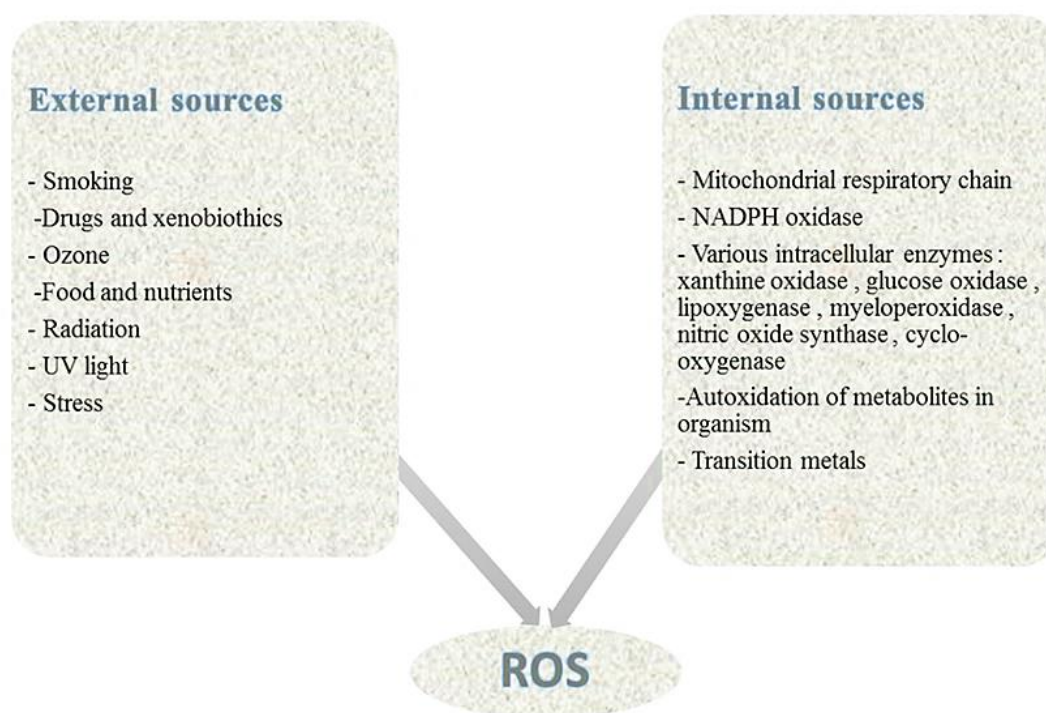 External sources
- Smoking
-Drugs and xenobiothics
- Ozone
-Food and nutrients
- Radiation
- UV light
- Stress
Internal sources
- Mitochondrial respiratory chain
- NADPH oxidase
- Various intracellular enzymes :
xanthine oxidase , glucose oxidase ,
lipoxygenase , myeloperoxidase ,
nitric oxide synthase , cyclo-
oxygenase
-Autoxidation of metabolites in
organism
- Transition metals
ROS